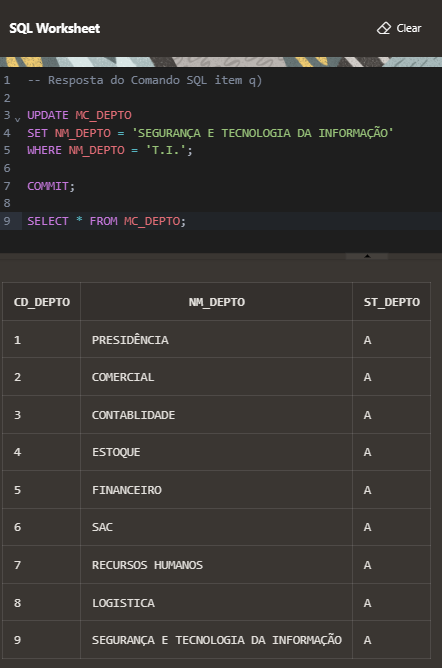 SQL Worksheet
Clear
1 -- Resposta do Comando SQL item q)
2
3 UPDATE MC_DEPTO
4 SET NM_DEPTO = 'SEGURANÇA E TECNOLOGIA DA INFORMAÇÃO'
5 WHERE NM_DEPTO = 'T.I.';
6
7 COMMIT;
8
9 SELECT * FROM MC_DEPTO;
CD_DEPTO NM_DEPTO ST_DEPTO
1 PRESIDÊNCIA A
2 COMERCIAL A
3 CONTABLIDADE A
4 ESTOQUE A
5 FINANCEIRO A
6 SAC A
7 RECURSOS HUMANOS A
8 LOGISTICA A
9 SEGURANÇA E TECNOLOGIA DA INFORMAÇÃO A